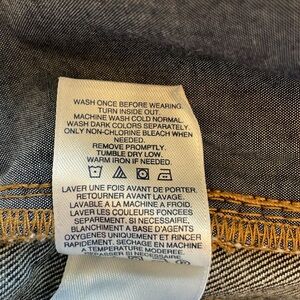 WASH ONCE BEFORE WEARING.
TURN INSIDE OUT.
MACHINE WASH COLD NORMAL.
WASH DARK COLORS SEPARATELY.
ONLY NON-CHLORINE BLEACH WHEN
NEEDED.
REMOVE PROMPTLY.
TUMBLE DRY LOW.
WARM IRON IF NEEDED.
LAVER UNE FOIS AVANT DE PORTER.
RETOURNER AVANT LAVAGE.
LAVABLE A LA MACHINE A FROID.
LAVER LES COULEURS FONCEES
SEPAREMENT. SI NECESSAIRE,
BLANCHIMENT A BASE D'AGENTS
OXYGENES UNIQUEMENT ET RINCER
RAPIDEMENT. SECHAGE EN MACHINE
A TEMPERATURE MODEREE.
REPASSER SI NECESSAIRE.